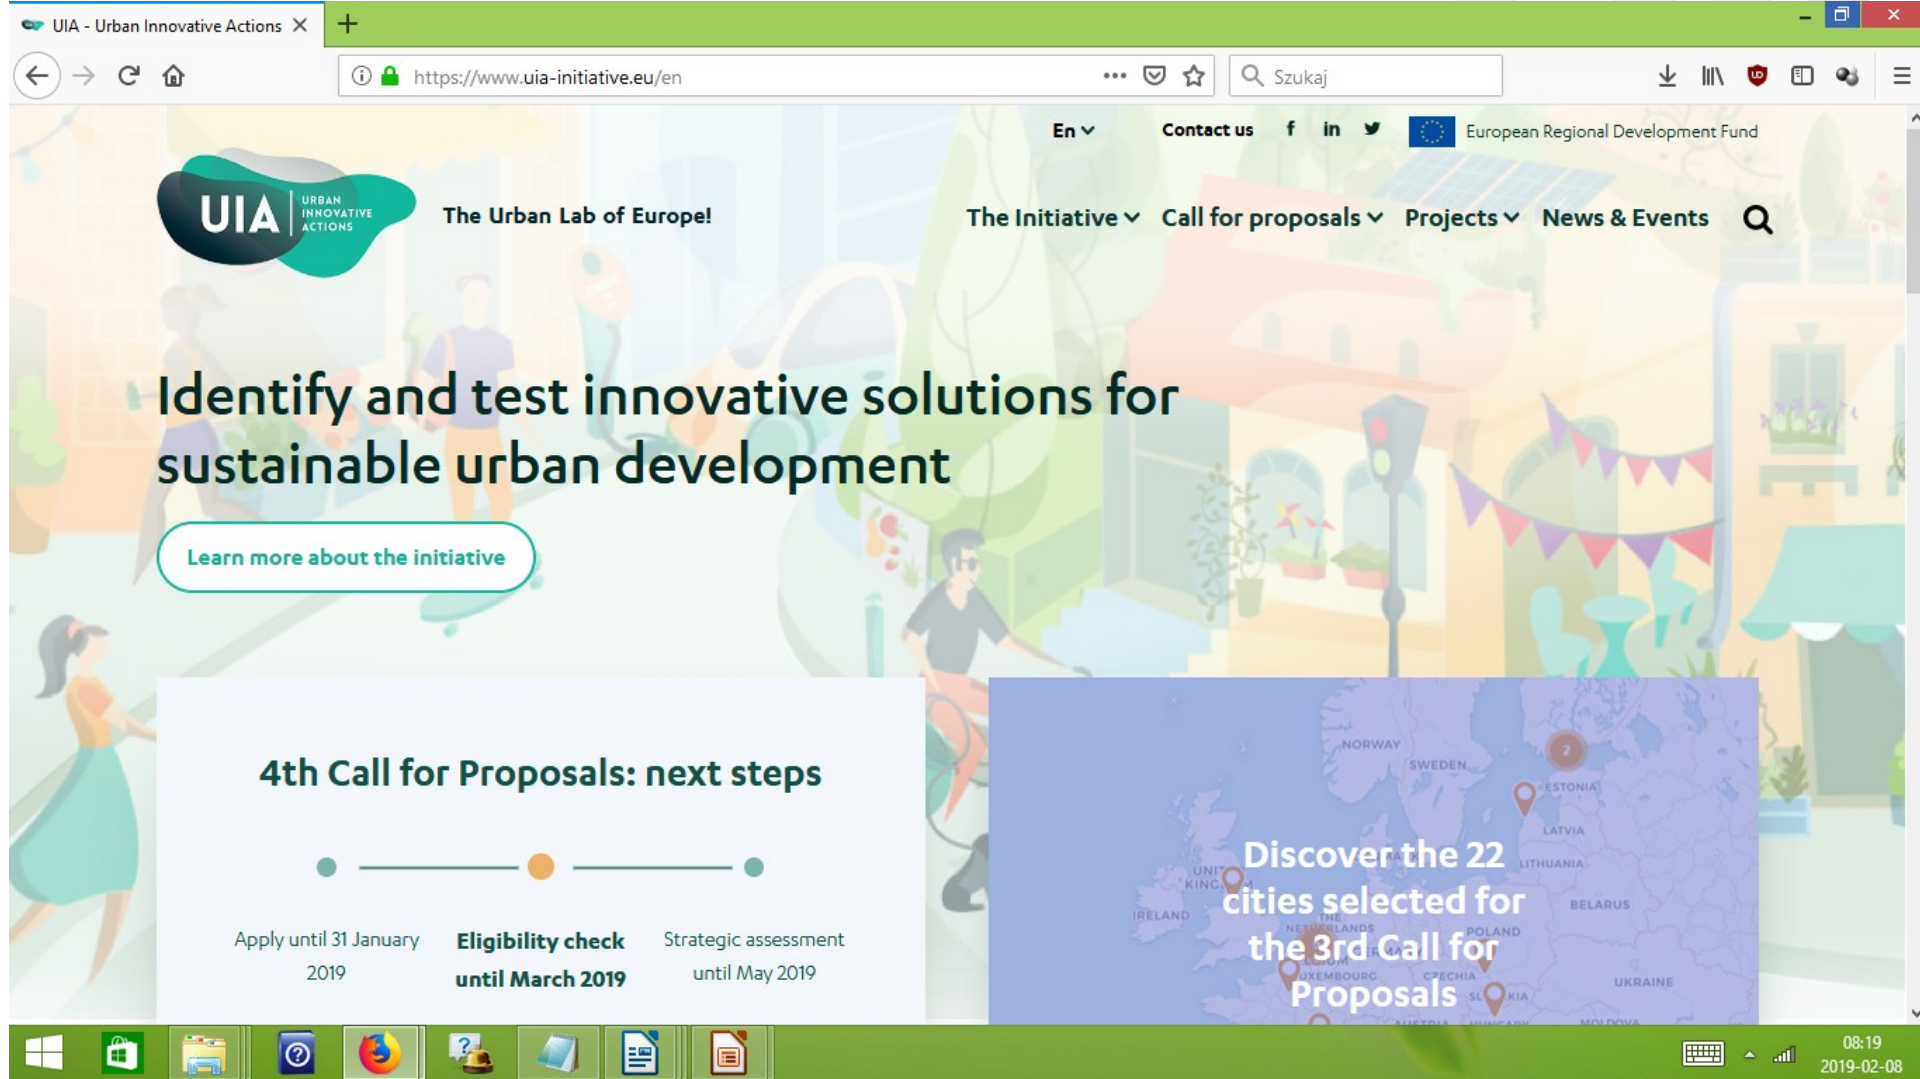 UIA - Urban Innovative Actions
https://www.uia-initiative.eu/en
Szukaj
En
Contact us
f in
European Regional Development Fund
UIA URBAN INNOVATIVE ACTIONS
The Urban Lab of Europe!
The Initiative
Call for proposals
Projects
News & Events
Identify and test innovative solutions for
sustainable urban development
Learn more about the initiative
4th Call for Proposals: next steps
Apply until 31 January
2019
Eligibility check
until March 2019
Strategic assessment
until May 2019
NORWAY
SWEDEN
2
ESTONIA
LATVIA
LITHUANIA
BELARUS
IRELAND
POLAND
CZECHIA
UKRAINE
Discover the 22
cities selected for
the 3rd Call for
Proposals
08:19
2019-02-08